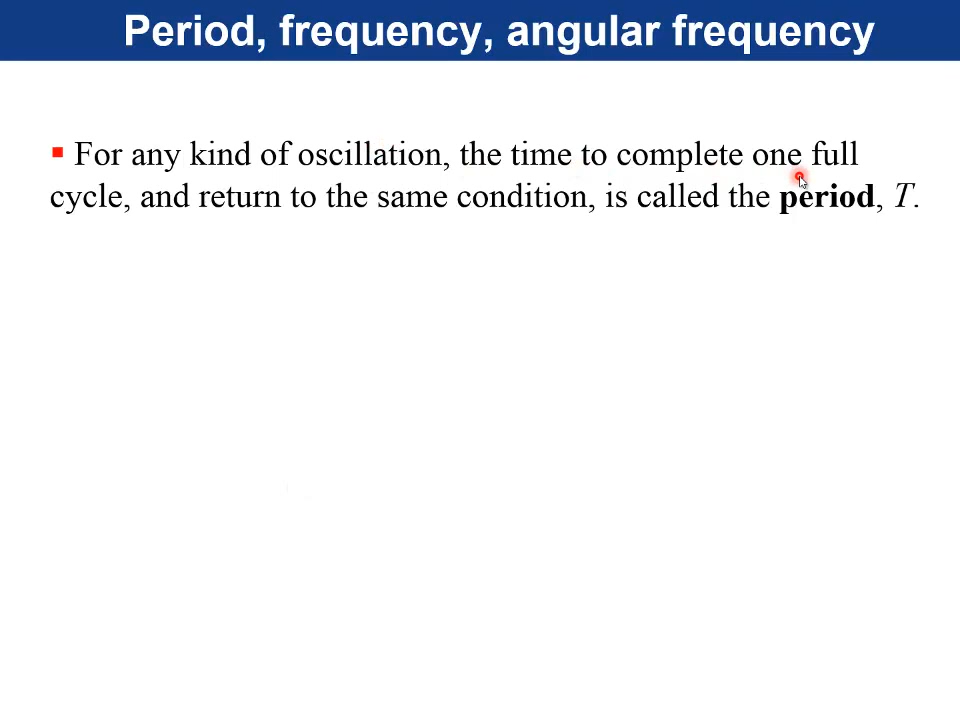 Period, frequency, angular frequency
▪ For any kind of oscillation, the time to complete one full
cycle, and return to the same condition, is called the period, T.